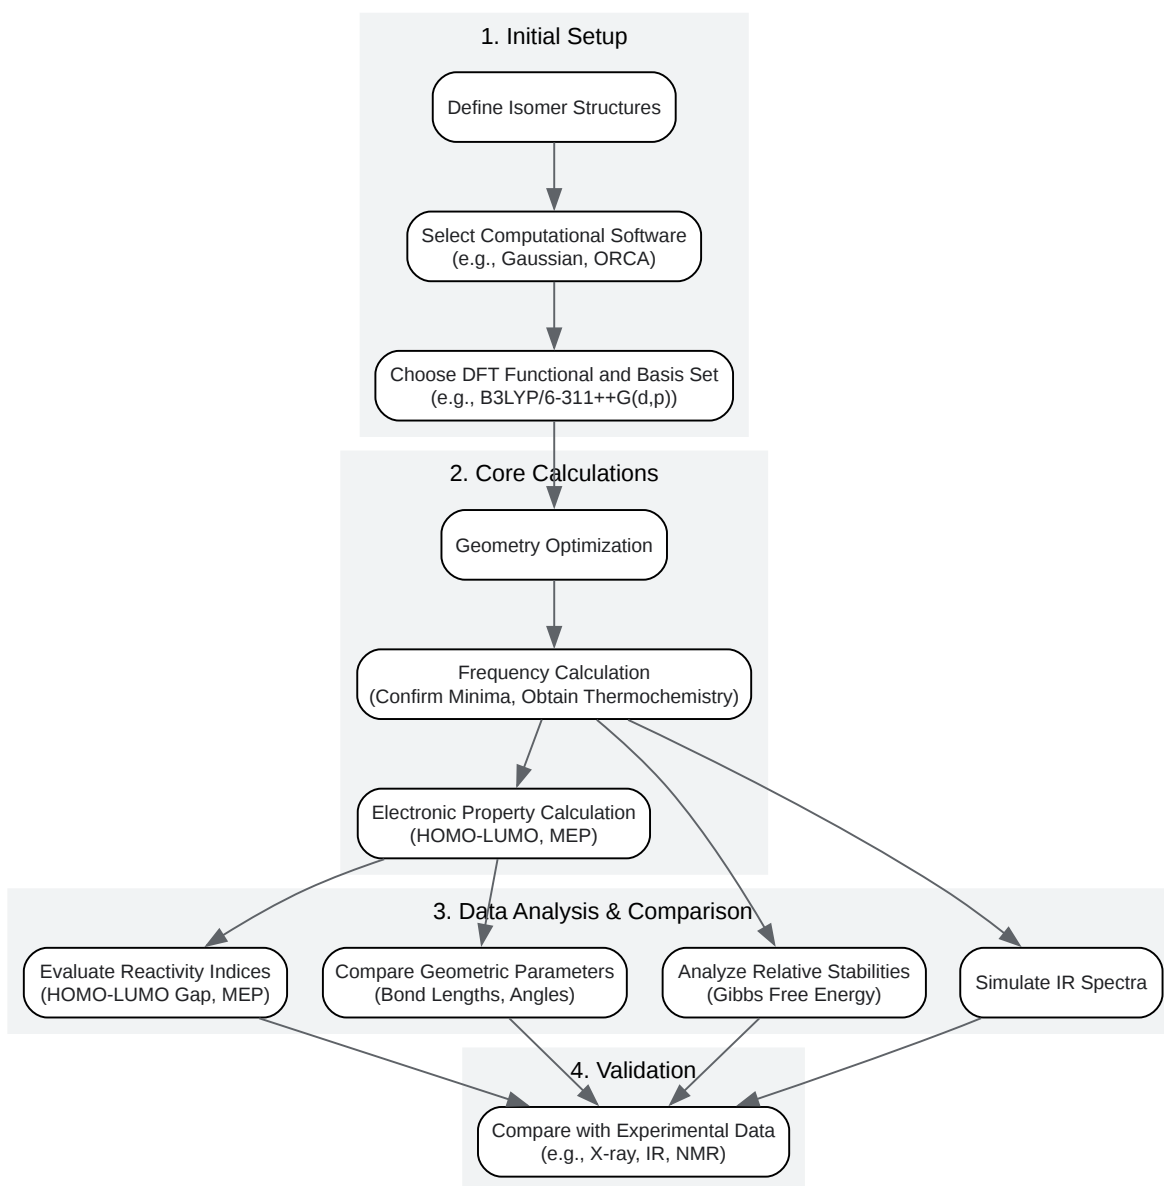 1. Initial Setup
Define Isomer Structures
Select Computational Software
(e.g., Gaussian, ORCA)
Choose DFT Functional and Basis Set
(e.g., B3LYP/6-311++G(d,p))
2. Core Calculations
Geometry Optimization
Frequency Calculation
(Confirm Minima, Obtain Thermochemistry)
Electronic Property Calculation
(HOMO-LUMO, MEP)
3. Data Analysis & Comparison
Evaluate Reactivity Indices
(HOMO-LUMO Gap, MEP)
Compare Geometric Parameters
(Bond Lengths, Angles)
Analyze Relative Stabilities
(Gibbs Free Energy)
Simulate IR Spectra
4. Validation
Compare with Experimental Data
(e.g., X-ray, IR, NMR)